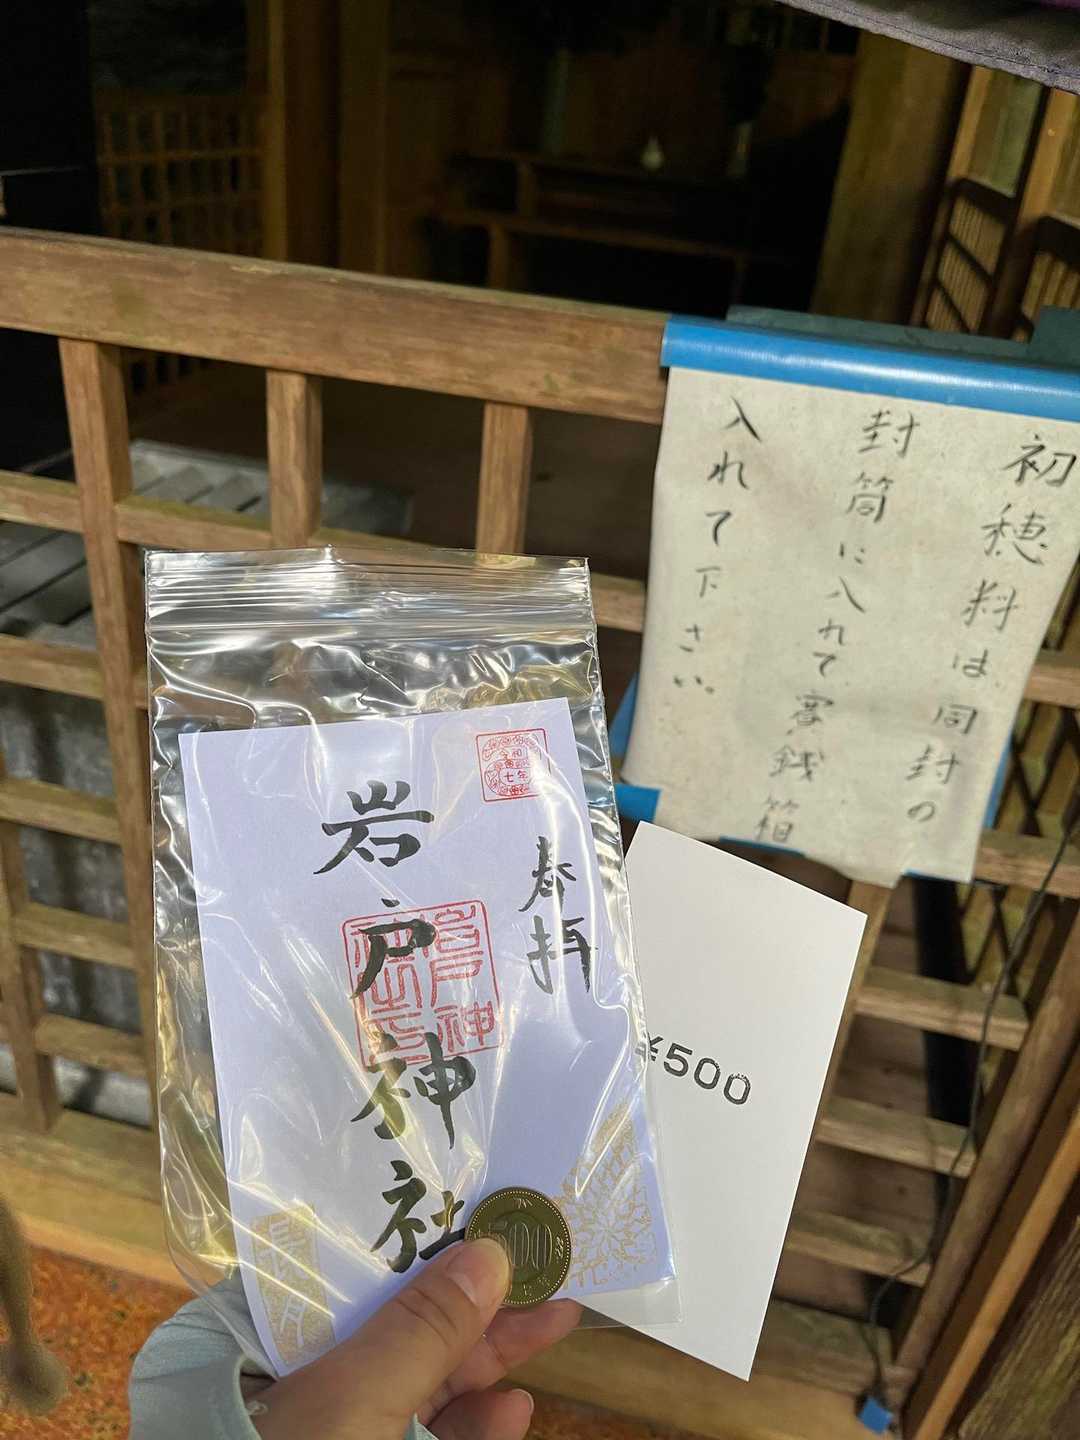 初穂料は同封の
封筒に入れて賽銭箱
入れて下さい。
令和
七年
奉拝
岩戸神社
¥500
500